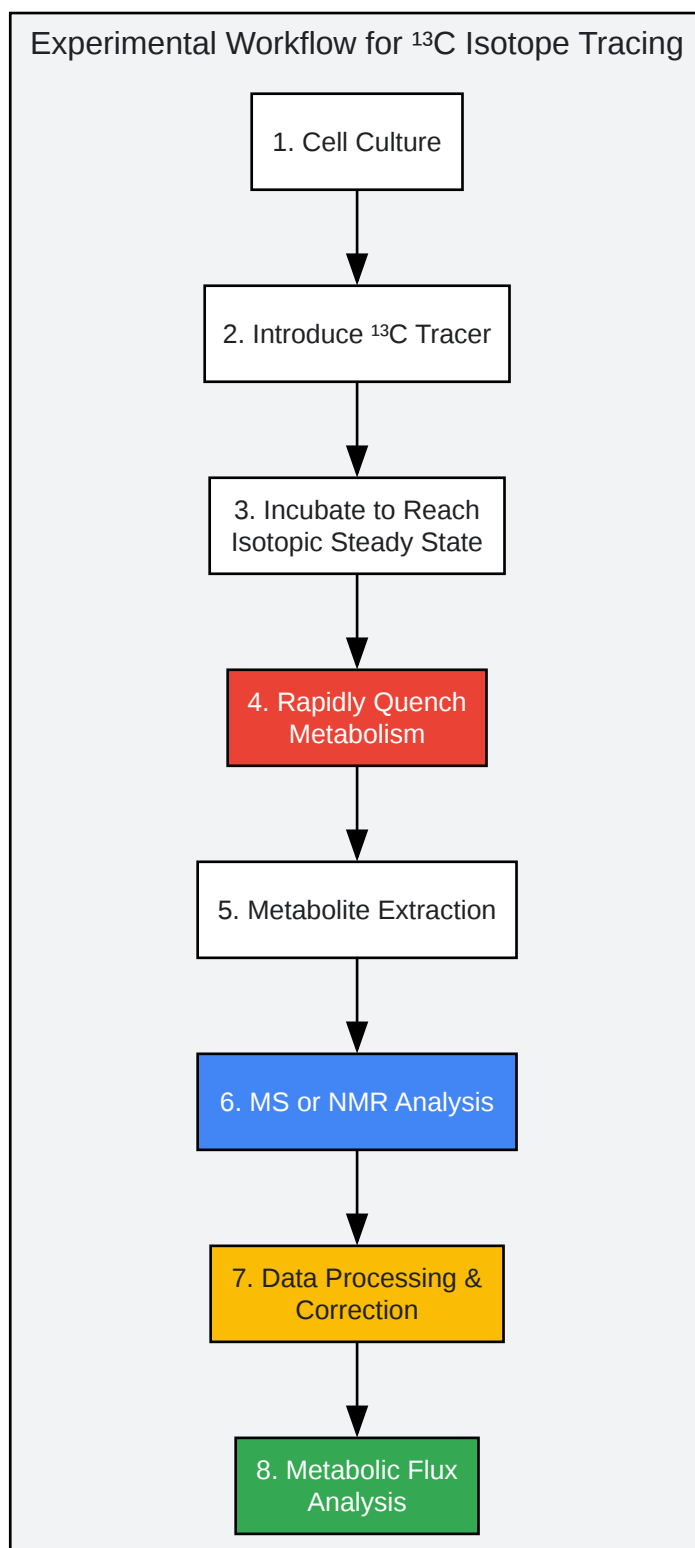 Experimental Workflow for ¹³C Isotope Tracing
1. Cell Culture
2. Introduce ¹³C Tracer
3. Incubate to Reach
Isotopic Steady State
4. Rapidly Quench
Metabolism
5. Metabolite Extraction
6. MS or NMR Analysis
7. Data Processing &
Correction
8. Metabolic Flux
Analysis